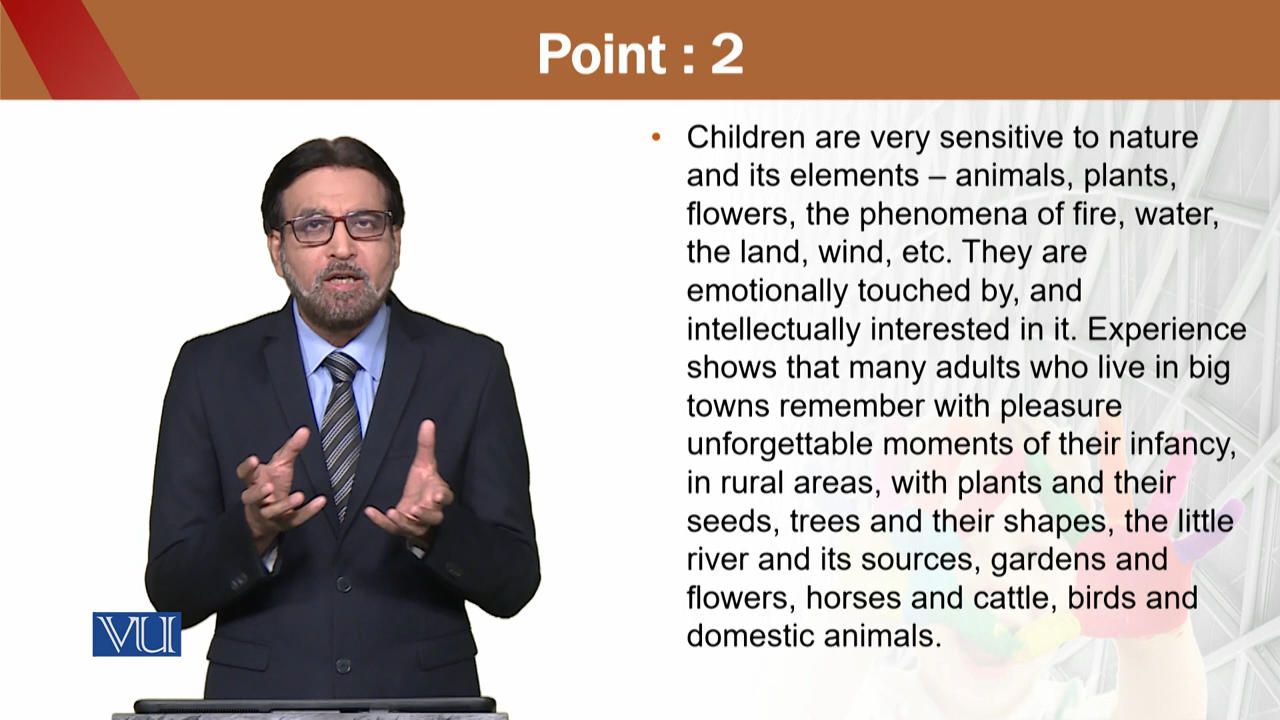 Point : 2
• Children are very sensitive to nature
and its elements – animals, plants,
flowers, the phenomena of fire, water,
the land, wind, etc. They are
emotionally touched by, and
intellectually interested in it. Experience
shows that many adults who live in big
towns remember with pleasure
unforgettable moments of their infancy,
in rural areas, with plants and their
seeds, trees and their shapes, the little
river and its sources, gardens and
flowers, horses and cattle, birds and
domestic animals.
VU